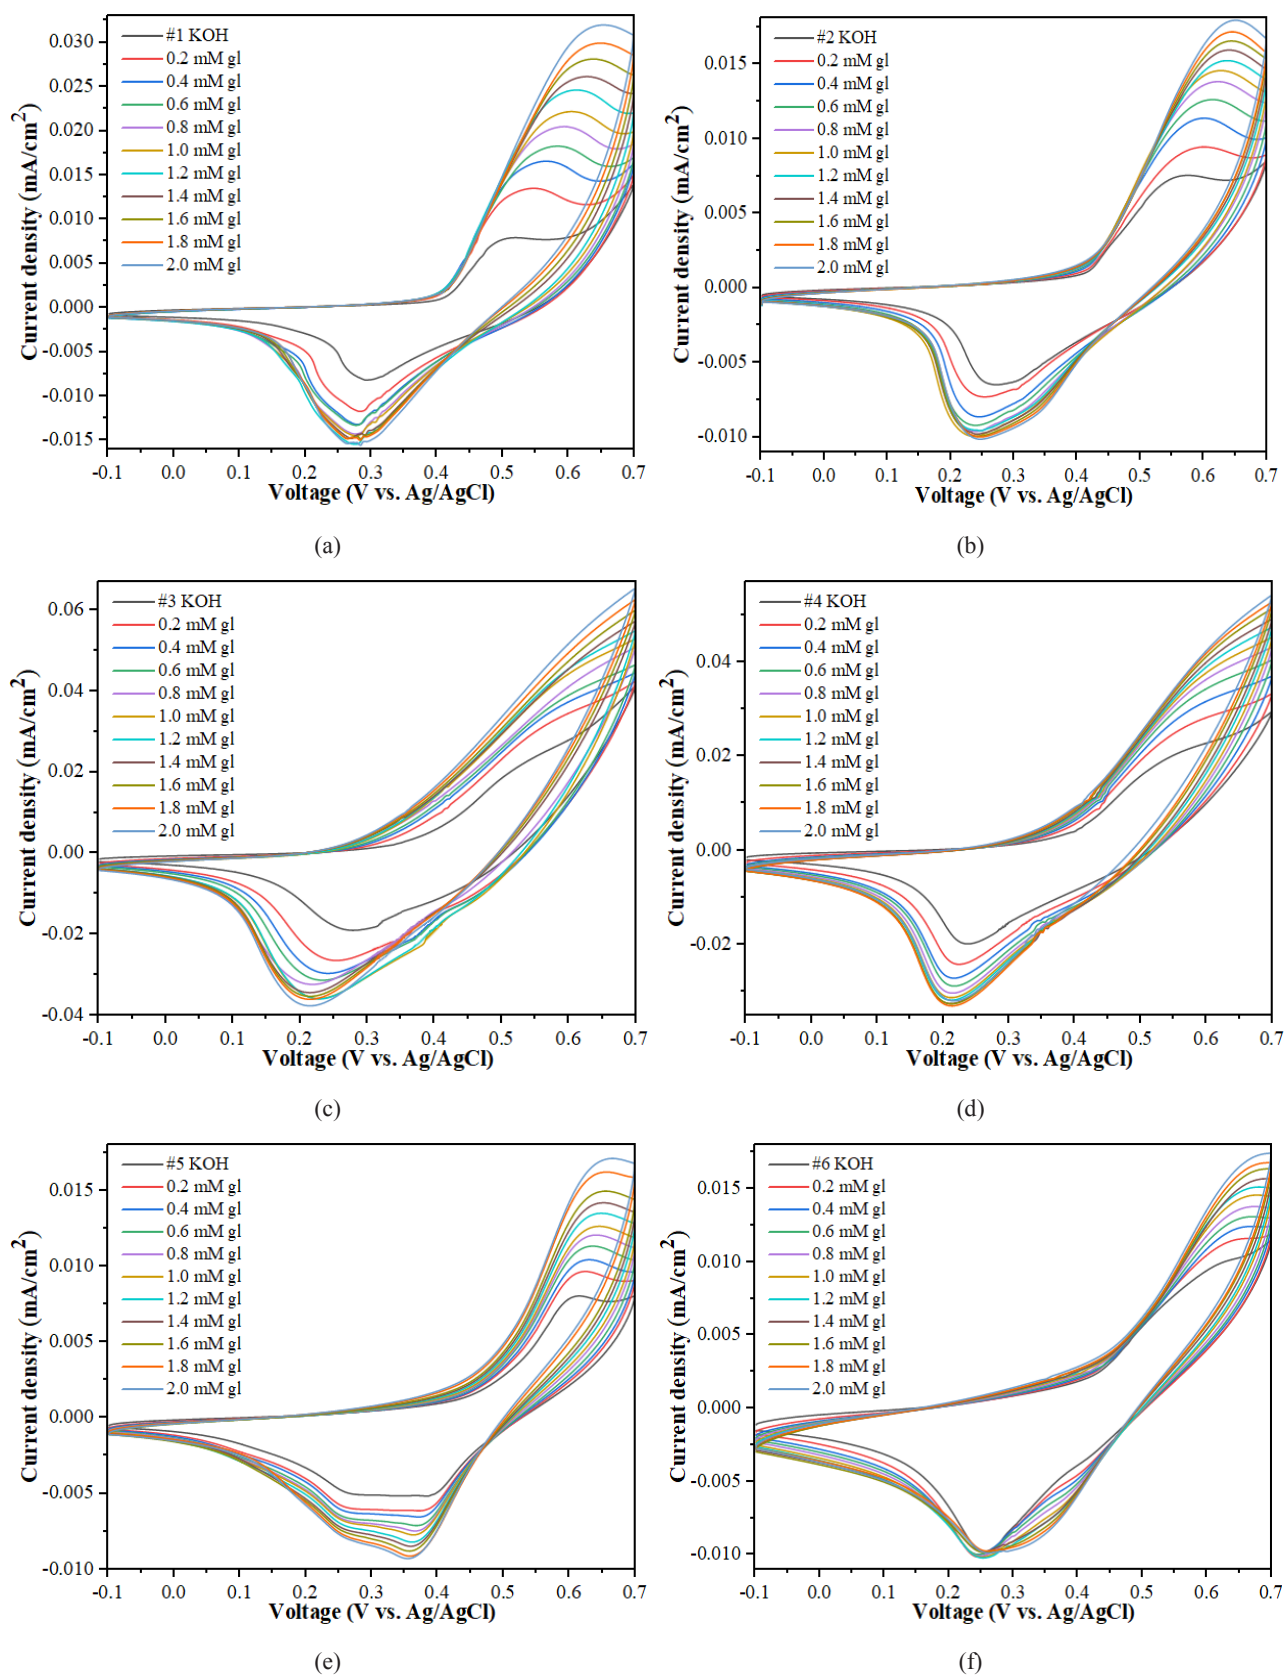 #1 KOH
0.2 mM gl
0.4 mM gl
0.6 mM gl
0.8 mM gl
1.0 mM gl
1.2 mM gl
1.4 mM gl
1.6 mM gl
1.8 mM gl
2.0 mM gl
Current density (mA/cm²)
0.030
0.025
0.020
0.015
0.010
0.005
0.000
-0.005
-0.010
-0.015
-0.1 0.0 0.1 0.2 0.3 0.4 0.5 0.6 0.7
Voltage (V vs. Ag/AgCl)
(a)
#2 KOH
0.2 mM gl
0.4 mM gl
0.6 mM gl
0.8 mM gl
1.0 mM gl
1.2 mM gl
1.4 mM gl
1.6 mM gl
1.8 mM gl
2.0 mM gl
Current density (mA/cm²)
0.015
0.010
0.005
0.000
-0.005
-0.010
-0.1 0.0 0.1 0.2 0.3 0.4 0.5 0.6 0.7
Voltage (V vs. Ag/AgCl)
(b)
#3 KOH
0.2 mM gl
0.4 mM gl
0.6 mM gl
0.8 mM gl
1.0 mM gl
1.2 mM gl
1.4 mM gl
1.6 mM gl
1.8 mM gl
2.0 mM gl
Current density (mA/cm²)
0.06
0.04
0.02
0.00
-0.02
-0.04
-0.1 0.0 0.1 0.2 0.3 0.4 0.5 0.6 0.7
Voltage (V vs. Ag/AgCl)
(c)
#4 KOH
0.2 mM gl
0.4 mM gl
0.6 mM gl
0.8 mM gl
1.0 mM gl
1.2 mM gl
1.4 mM gl
1.6 mM gl
1.8 mM gl
2.0 mM gl
Current density (mA/cm²)
0.04
0.02
0.00
-0.02
-0.1 0.0 0.1 0.2 0.3 0.4 0.5 0.6 0.7
Voltage (V vs. Ag/AgCl)
(d)
#5 KOH
0.2 mM gl
0.4 mM gl
0.6 mM gl
0.8 mM gl
1.0 mM gl
1.2 mM gl
1.4 mM gl
1.6 mM gl
1.8 mM gl
2.0 mM gl
Current density (mA/cm²)
0.015
0.010
0.005
0.000
-0.005
-0.010
-0.1 0.0 0.1 0.2 0.3 0.4 0.5 0.6 0.7
Voltage (V vs. Ag/AgCl)
(e)
#6 KOH
0.2 mM gl
0.4 mM gl
0.6 mM gl
0.8 mM gl
1.0 mM gl
1.2 mM gl
1.4 mM gl
1.6 mM gl
1.8 mM gl
2.0 mM gl
Current density (mA/cm²)
0.015
0.010
0.005
0.000
-0.005
-0.010
-0.1 0.0 0.1 0.2 0.3 0.4 0.5 0.6 0.7
Voltage (V vs. Ag/AgCl)
(f)